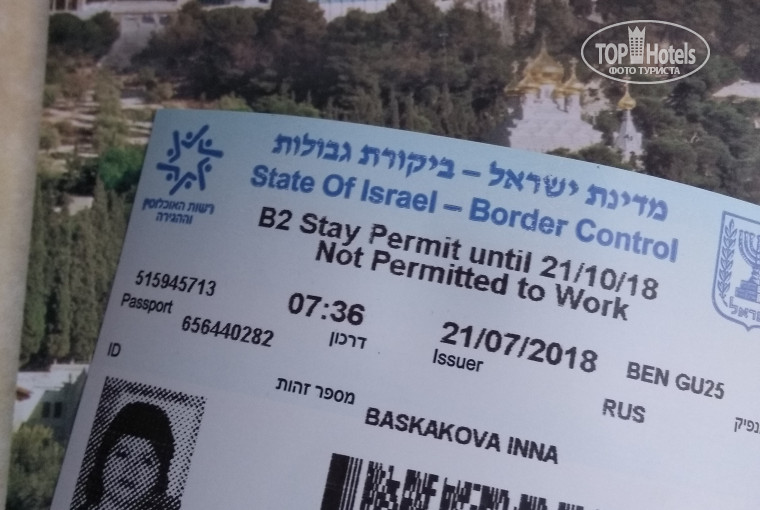 TOP Hotels
ФОТО ТУРИСТА
מדינת ישראל – ביקורת גבולות
State Of Israel – Border Control
רשות האוכלוסין
וההגירה
B2 Stay Permit until 21/10/18
Not Permitted to Work
515945713
07:36
21/07/2018
BEN GU25
Passport
656440282
דרכון
Issuer
RUS
ID
מספר זהות
BASKAKOVA INNA